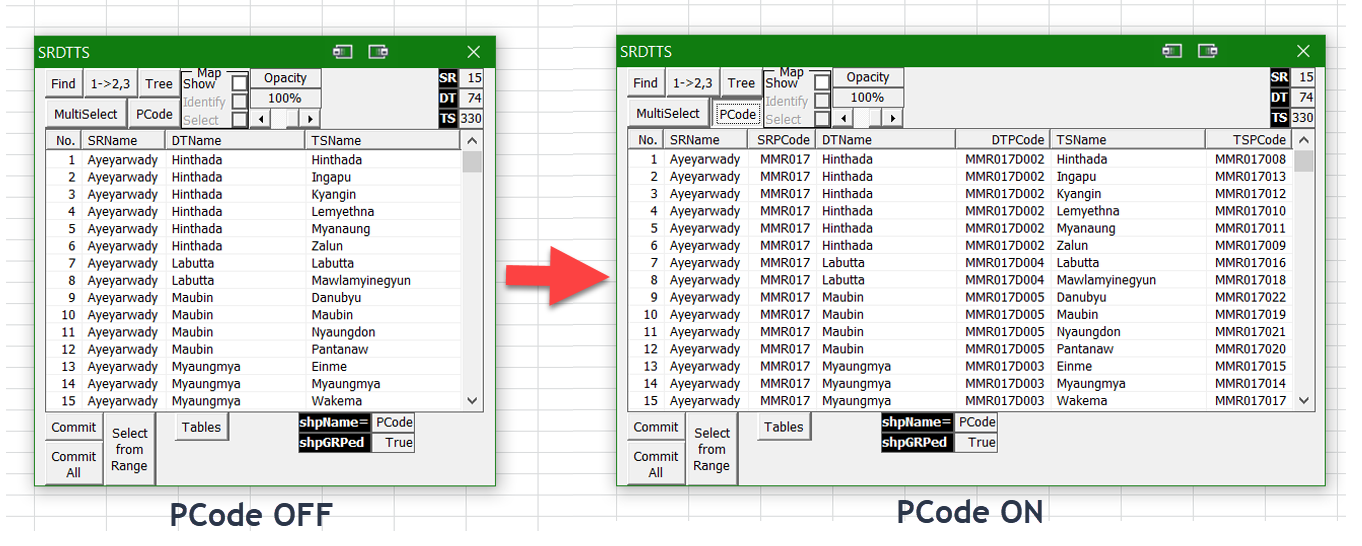 SRDTTS
Find 1->2,3 Tree Map Show Identify Select Opacity 100% SR 15 DT 74 TS 330
MultiSelect PCode
No. SRName DTName TSName
1 Ayeyarwady Hinthada Hinthada
2 Ayeyarwady Hinthada Ingapu
3 Ayeyarwady Hinthada Kyangin
4 Ayeyarwady Hinthada Lemyethna
5 Ayeyarwady Hinthada Myanaung
6 Ayeyarwady Hinthada Zalun
7 Ayeyarwady Labutta Labutta
8 Ayeyarwady Labutta Mawlamyinegyun
9 Ayeyarwady Maubin Danubyu
10 Ayeyarwady Maubin Maubin
11 Ayeyarwady Maubin Nyaungdon
12 Ayeyarwady Maubin Pantanaw
13 Ayeyarwady Myaungmya Einme
14 Ayeyarwady Myaungmya Myaungmya
15 Ayeyarwady Myaungmya Wakema
Commit Select from Range Tables shpName= PCode
Commit All shpGRPed True
PCode OFF
SRDTTS
Find 1->2,3 Tree Map Show Identify Select Opacity 100% SR 15 DT 74 TS 330
MultiSelect PCode
No. SRName SRPCode DTName DTPCode TSName TSPCode
1 Ayeyarwady MMR017 Hinthada MMR017D002 Hinthada MMR017008
2 Ayeyarwady MMR017 Hinthada MMR017D002 Ingapu MMR017013
3 Ayeyarwady MMR017 Hinthada MMR017D002 Kyangin MMR017012
4 Ayeyarwady MMR017 Hinthada MMR017D002 Lemyethna MMR017010
5 Ayeyarwady MMR017 Hinthada MMR017D002 Myanaung MMR017011
6 Ayeyarwady MMR017 Hinthada MMR017D002 Zalun MMR017009
7 Ayeyarwady MMR017 Labutta MMR017D004 Labutta MMR017016
8 Ayeyarwady MMR017 Labutta MMR017D004 Mawlamyinegyun MMR017018
9 Ayeyarwady MMR017 Maubin MMR017D005 Danubyu MMR017022
10 Ayeyarwady MMR017 Maubin MMR017D005 Maubin MMR017019
11 Ayeyarwady MMR017 Maubin MMR017D005 Nyaungdon MMR017021
12 Ayeyarwady MMR017 Maubin MMR017D005 Pantanaw MMR017020
13 Ayeyarwady MMR017 Myaungmya MMR017D003 Einme MMR017015
14 Ayeyarwady MMR017 Myaungmya MMR017D003 Myaungmya MMR017014
15 Ayeyarwady MMR017 Myaungmya MMR017D003 Wakema MMR017017
Commit Select from Range Tables shpName= PCode
Commit All shpGRPed True
PCode ON